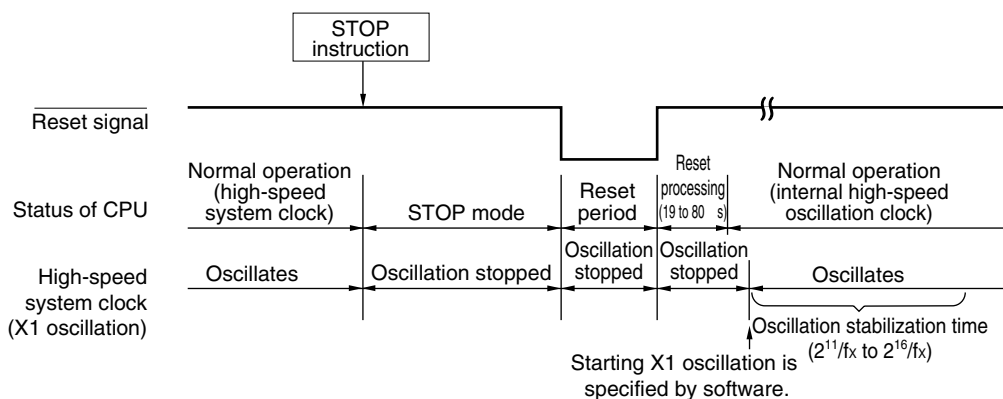 STOP
instruction
Reset signal
Status of CPU
Normal operation
(high-speed
system clock)
STOP mode
Reset
period
Reset
processing
(19 to 80 s)
Normal operation
(internal high-speed
oscillation clock)
High-speed
system clock
(X1 oscillation)
Oscillates
Oscillation stopped
Oscillation
stopped
Oscillation
stopped
Oscillates
Oscillation stabilization time
(2¹¹/fx to 2¹⁶/fx)
Starting X1 oscillation is
specified by software.